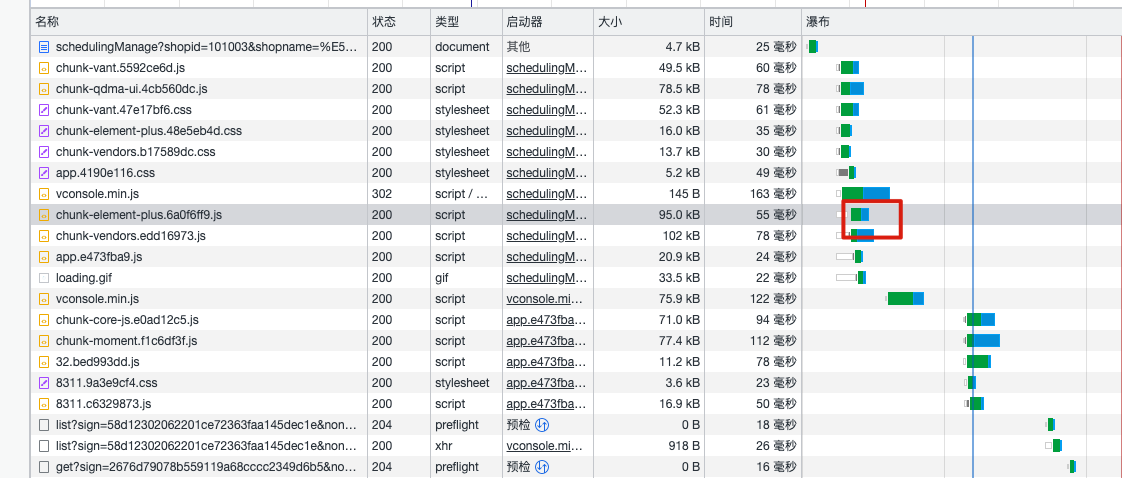 名称 状态 类型 启动器 大小 时间 瀑布
schedulingManage?shopid=101003&shopname=%E5... 200 document 其他 4.7 kB 25 毫秒
chunk-vant.5592ce6d.js 200 script schedulingM... 49.5 kB 60 毫秒
chunk-qdma-ui.4cb560dc.js 200 script schedulingM... 78.5 kB 78 毫秒
chunk-vant.47e17bf6.css 200 stylesheet schedulingM... 52.3 kB 61 毫秒
chunk-element-plus.48e5eb4d.css 200 stylesheet schedulingM... 16.0 kB 35 毫秒
chunk-vendors.b17589dc.css 200 stylesheet schedulingM... 13.7 kB 30 毫秒
app.4190e116.css 200 stylesheet schedulingM... 5.2 kB 49 毫秒
vconsole.min.js 302 script / ... schedulingM... 145 B 163 毫秒
chunk-element-plus.6a0f6ff9.js 200 script schedulingM... 95.0 kB 55 毫秒
chunk-vendors.edd16973.js 200 script schedulingM... 102 kB 78 毫秒
app.e473fba9.js 200 script schedulingM... 20.9 kB 24 毫秒
loading.gif 200 gif schedulingM... 33.5 kB 22 毫秒
vconsole.min.js 200 script vconsole.mi... 75.9 kB 122 毫秒
chunk-core-js.e0ad12c5.js 200 script app.e473fba... 71.0 kB 94 毫秒
chunk-moment.f1c6df3f.js 200 script app.e473fba... 77.4 kB 112 毫秒
32.bed993dd.js 200 script app.e473fba... 11.2 kB 78 毫秒
8311.9a3e9cf4.css 200 stylesheet app.e473fba... 3.6 kB 23 毫秒
8311.c6329873.js 200 script app.e473fba... 16.9 kB 50 毫秒
list?sign=58d12302062201ce72363faa145dec1e&non... 204 preflight 预检 0 B 18 毫秒
list?sign=58d12302062201ce72363faa145dec1e&non... 200 xhr vconsole.mi... 918 B 26 毫秒
get?sign=2676d79078b559119a68cccc2349d6b5&no... 204 preflight 预检 0 B 16 毫秒